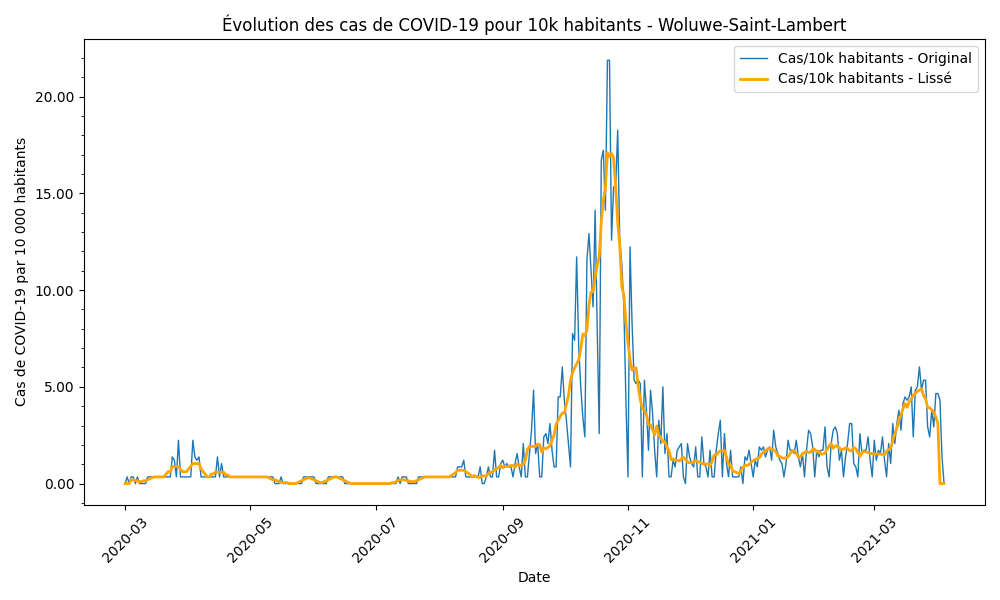 Évolution des cas de COVID-19 pour 10k habitants - Woluwe-Saint-Lambert
Cas/10k habitants - Original
Cas/10k habitants - Lissé
Cas de COVID-19 par 10 000 habitants
20.00
15.00
10.00
5.00
0.00
2020-03
2020-05
2020-07
2020-09
2020-11
2021-01
2021-03
Date